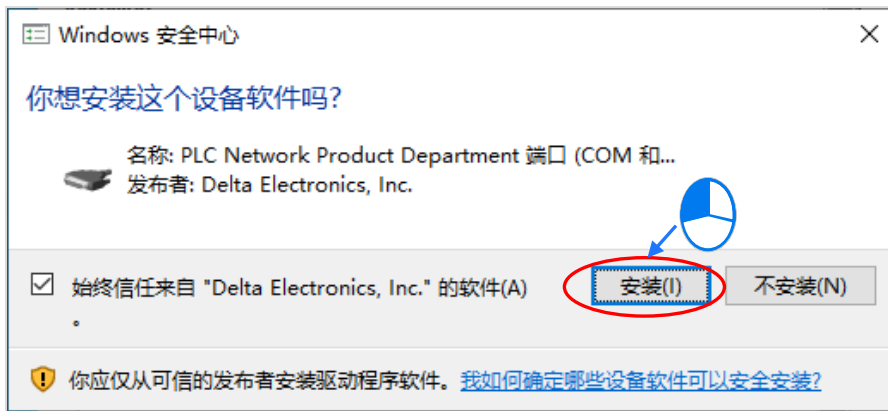 Windows 安全中心
你想安装这个设备软件吗?
名称: PLC Network Product Department 端口 (COM 和...
发布者: Delta Electronics, Inc.
始终信任来自 "Delta Electronics, Inc." 的软件(A)
。
安装(I)
不安装(N)
你应仅从可信的发布者安装驱动程序软件。我如何确定哪些设备软件可以安全安装?